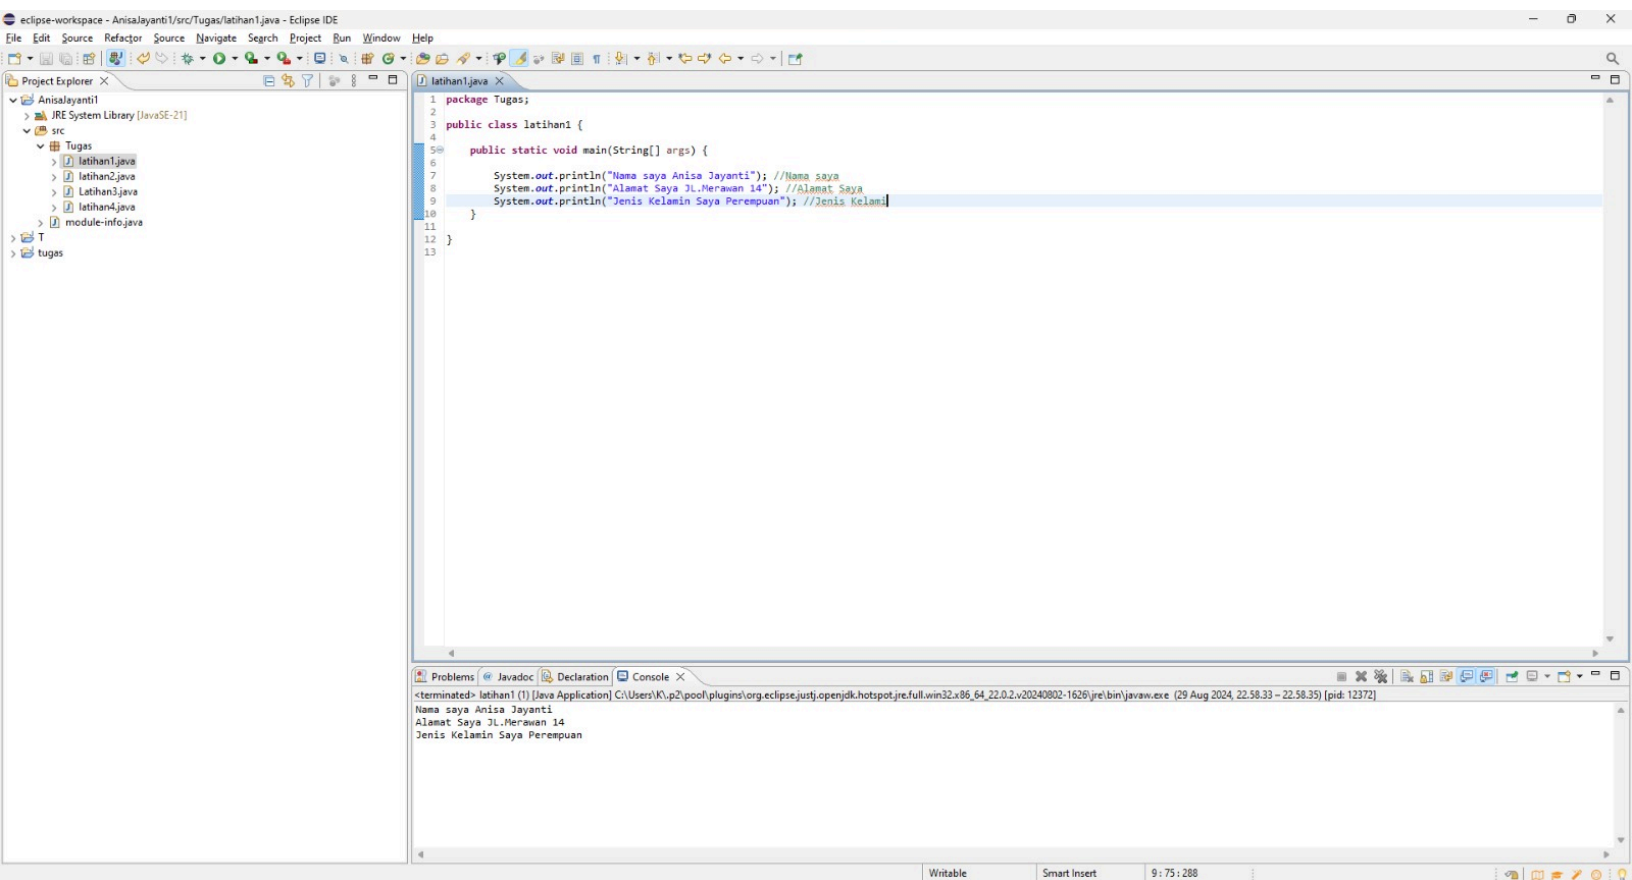 eclipse-workspace - AnisaJayanti1/src/Tugas/latihan1.java - Eclipse IDE
File Edit Source Refactor Source Navigate Search Project Run Window Help
Project Explorer
AnisaJayanti1
JRE System Library [JavaSE-21]
src
Tugas
latihan1.java
latihan2.java
Latihan3.java
latihan4.java
module-info.java
T
tugas
latihan1.java
1 package Tugas;
2
3 public class latihan1 {
4
5 public static void main(String[] args) {
6
7 System.out.println("Nama saya Anisa Jayanti"); //Nama saya
8 System.out.println("Alamat Saya JL.Merawan 14"); //Alamat Saya
9 System.out.println("Jenis Kelamin Saya Perempuan"); //Jenis Kelami
10 }
11
12 }
13
Problems Javadoc Declaration Console
<terminated> latihan1 (1) [Java Application] C:\Users\K\.p2\pool\plugins\org.eclipse.justj.openjdk.hotspot.jre.full.win32.x86_64_22.0.2.v20240802-1626\jre\bin\javaw.exe (29 Aug 2024, 22.58.33 – 22.58.35) [pid: 12372]
Nama saya Anisa Jayanti
Alamat Saya JL.Merawan 14
Jenis Kelamin Saya Perempuan
Writable Smart Insert 9 : 75 : 288